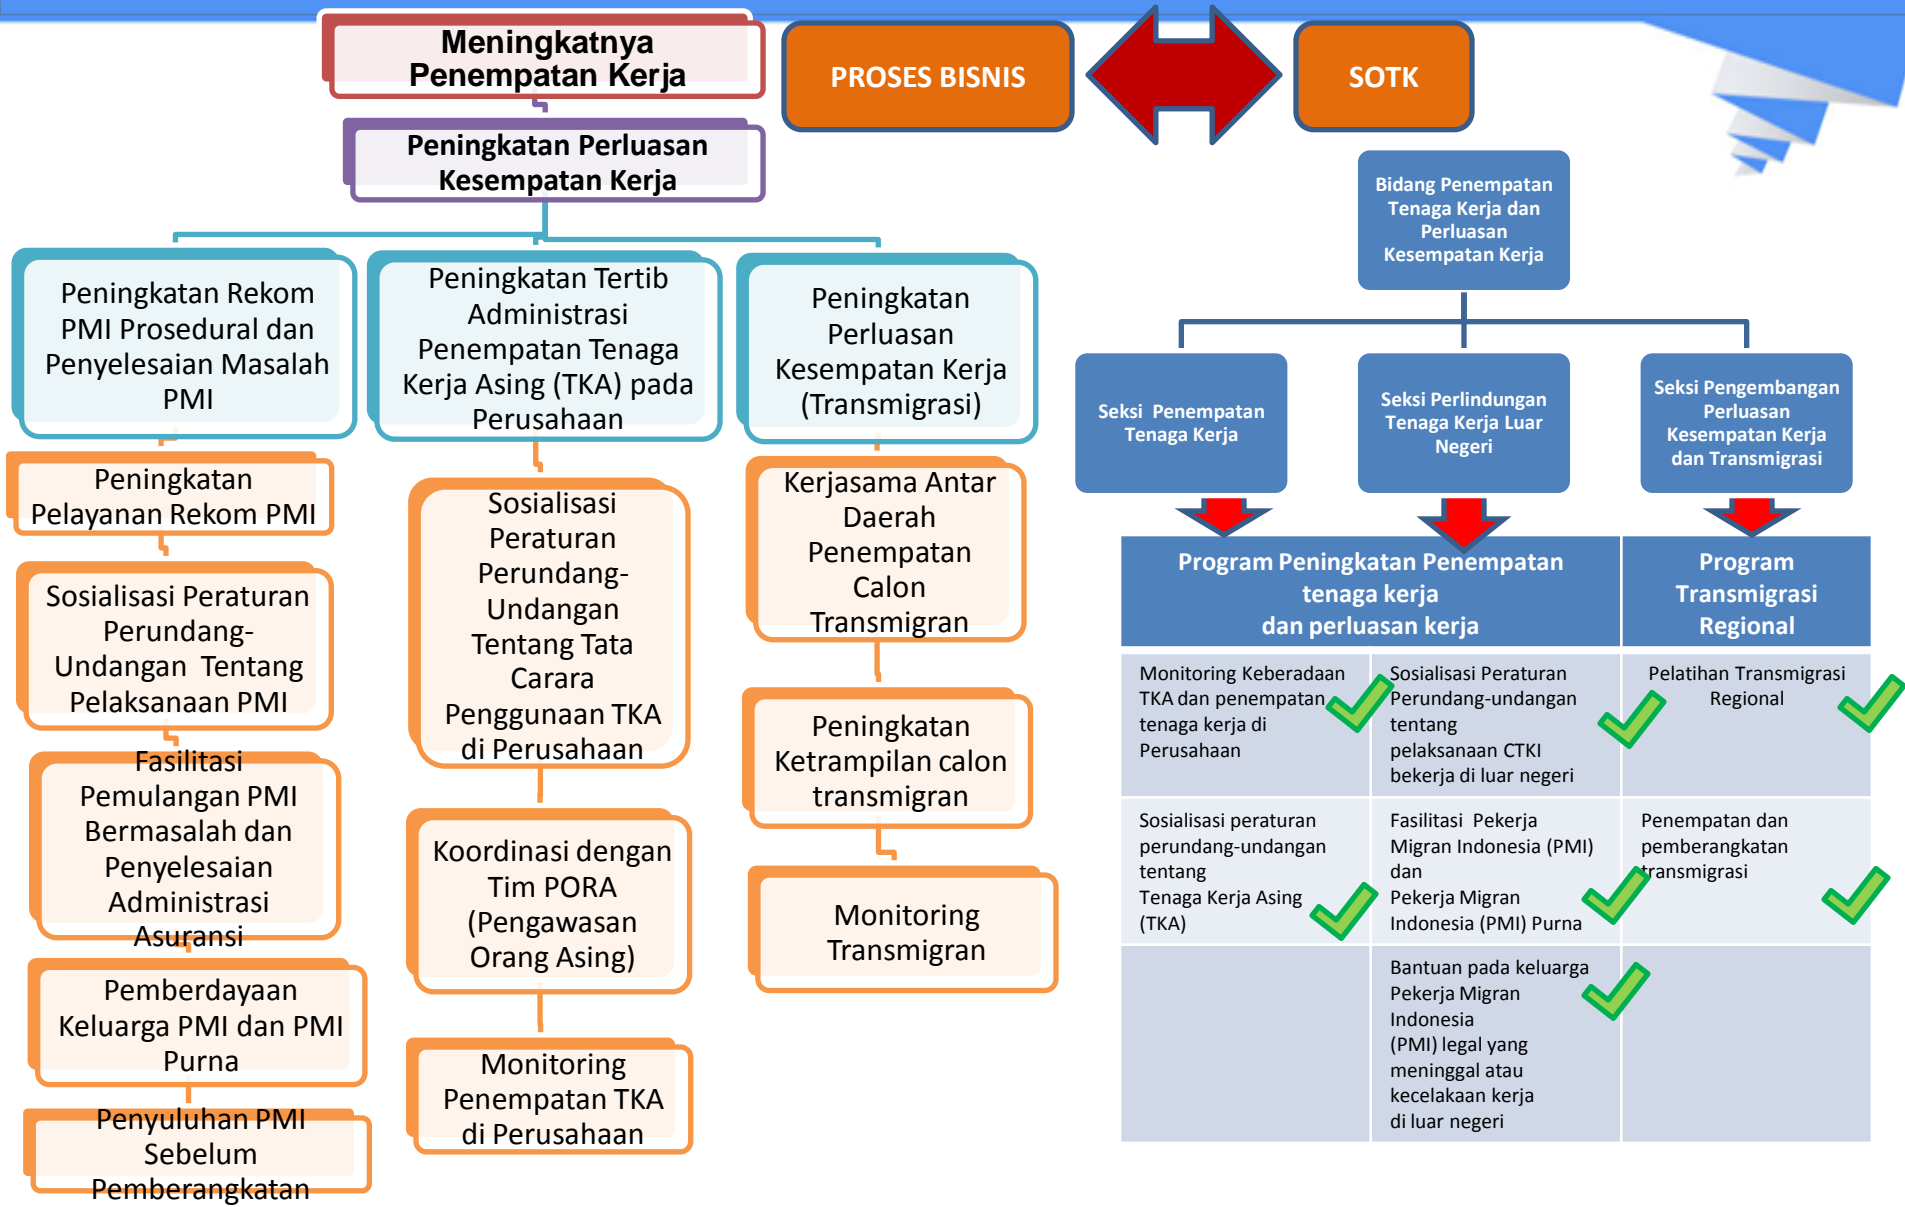 Meningkatnya
Penempatan Kerja
PROSES BISNIS
SOTK
Peningkatan Perluasan
Kesempatan Kerja
Peningkatan Rekom
PMI Prosedural dan
Penyelesaian Masalah
PMI
Peningkatan
Pelayanan Rekom PMI
Sosialisasi Peraturan
Perundang-
Undangan Tentang
Pelaksanaan PMI
Fasilitasi
Pemulangan PMI
Bermasalah dan
Penyelesaian
Administrasi
Asuransi
Pemberdayaan
Keluarga PMI dan PMI
Purna
Penyuluhan PMI
Sebelum
Pemberangkatan
Peningkatan Tertib
Administrasi
Penempatan Tenaga
Kerja Asing (TKA) pada
Perusahaan
Sosialisasi
Peraturan
Perundang-
Undangan
Tentang Tata
Carara
Penggunaan TKA
di Perusahaan
Koordinasi dengan
Tim PORA
(Pengawasan
Orang Asing)
Monitoring
Penempatan TKA
di Perusahaan
Peningkatan
Perluasan
Kesempatan Kerja
(Transmigrasi)
Kerjasama Antar
Daerah
Penempatan
Calon
Transmigran
Peningkatan
Ketrampilan calon
transmigran
Monitoring
Transmigran
Bidang Penempatan
Tenaga Kerja dan
Perluasan
Kesempatan Kerja
Seksi Penempatan
Tenaga Kerja
Seksi Perlindungan
Tenaga Kerja Luar
Negeri
Seksi Pengembangan
Perluasan
Kesempatan Kerja
dan Transmigrasi
Program Peningkatan Penempatan
tenaga kerja
dan perluasan kerja
Program
Transmigrasi
Regional
Monitoring Keberadaan
TKA dan penempatan
tenaga kerja di
Perusahaan
Sosialisasi Peraturan
Perundang-undangan
tentang
pelaksanaan CTKI
bekerja di luar negeri
Pelatihan Transmigrasi
Regional
Sosialisasi peraturan
perundang-undangan
tentang
Tenaga Kerja Asing
(TKA)
Fasilitasi Pekerja
Migran Indonesia (PMI)
dan
Pekerja Migran
Indonesia (PMI) Purna
Penempatan dan
pemberangkatan
transmigrasi
Bantuan pada keluarga
Pekerja Migran
Indonesia
(PMI) legal yang
meninggal atau
kecelakaan kerja
di luar negeri